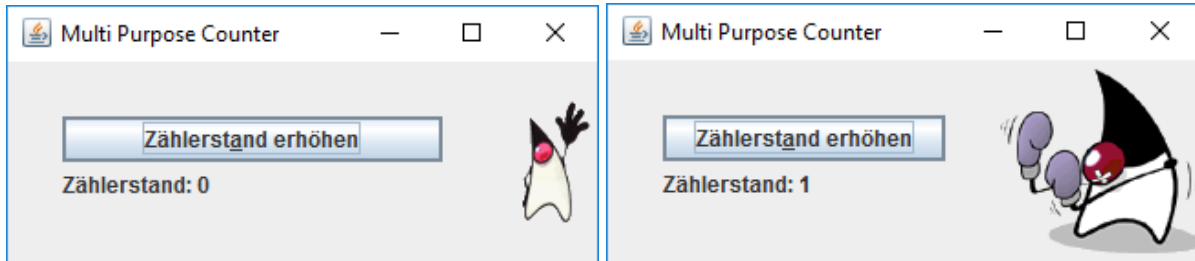 Multi Purpose Counter
Zählerstand erhöhen
Zählerstand: 0
Multi Purpose Counter
Zählerstand erhöhen
Zählerstand: 1